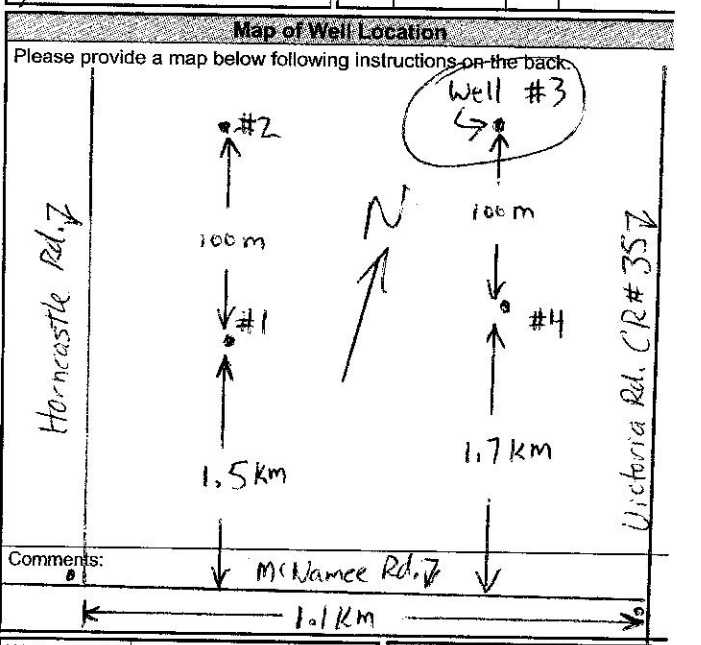 Map of Well Location
Please provide a map below following instructions on the back.
Well #3
#2
N
100 m
100 m
Horncastle Rd.
Victoria Rd. CR# 35
#1
#4
1.5 Km
1.7 Km
Comments:
McNamee Rd.
1.1 Km